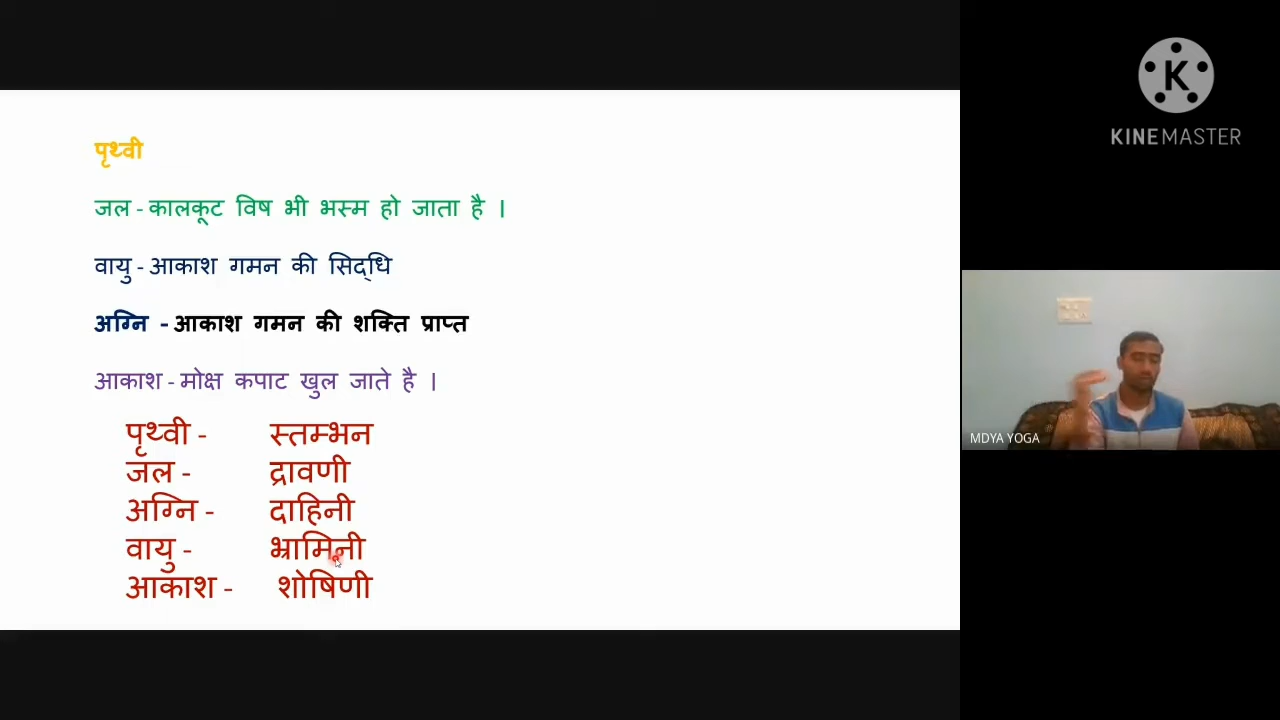 पृथ्वी
जल - कालकूट विष भी भस्म हो जाता है ।
वायु - आकाश गमन की सिद्धि
अग्नि - आकाश गमन की शक्ति प्राप्त
आकाश - मोक्ष कपाट खुल जाते है ।
पृथ्वी - स्तम्भन
जल - द्रावणी
अग्नि - दाहिनी
वायु - भ्रामिनी
आकाश - शोषिणी
K
KINEMASTER
MDYA YOGA